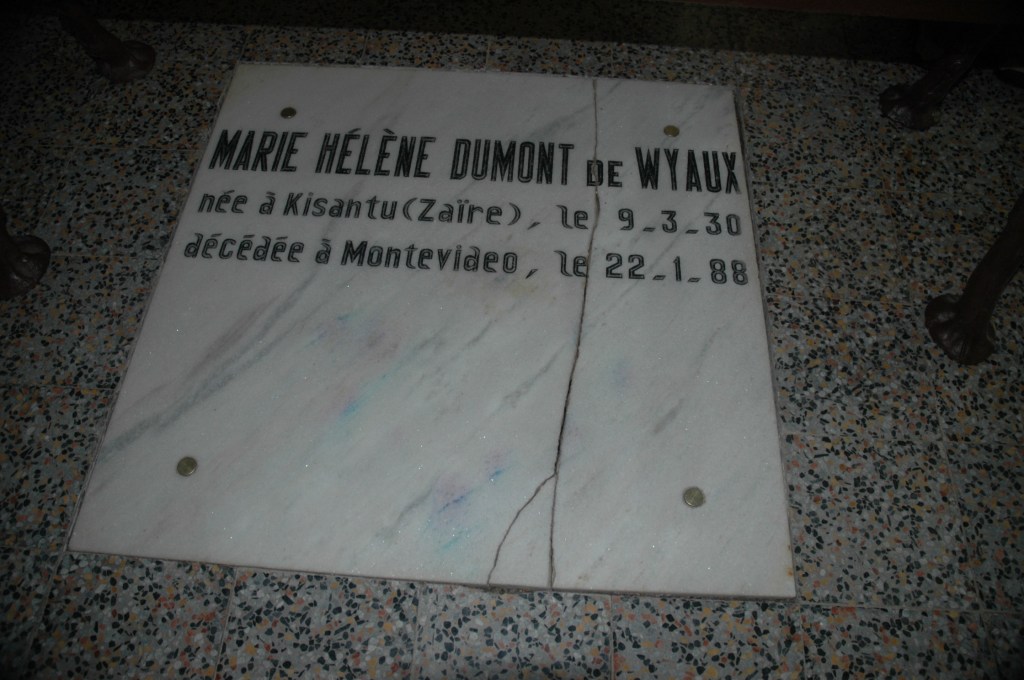 MARIE HÉLÈNE DUMONT DE WYAUX
née à Kisantu (Zaïre), le 9-3-30
décédée à Montevideo, le 22-1-88